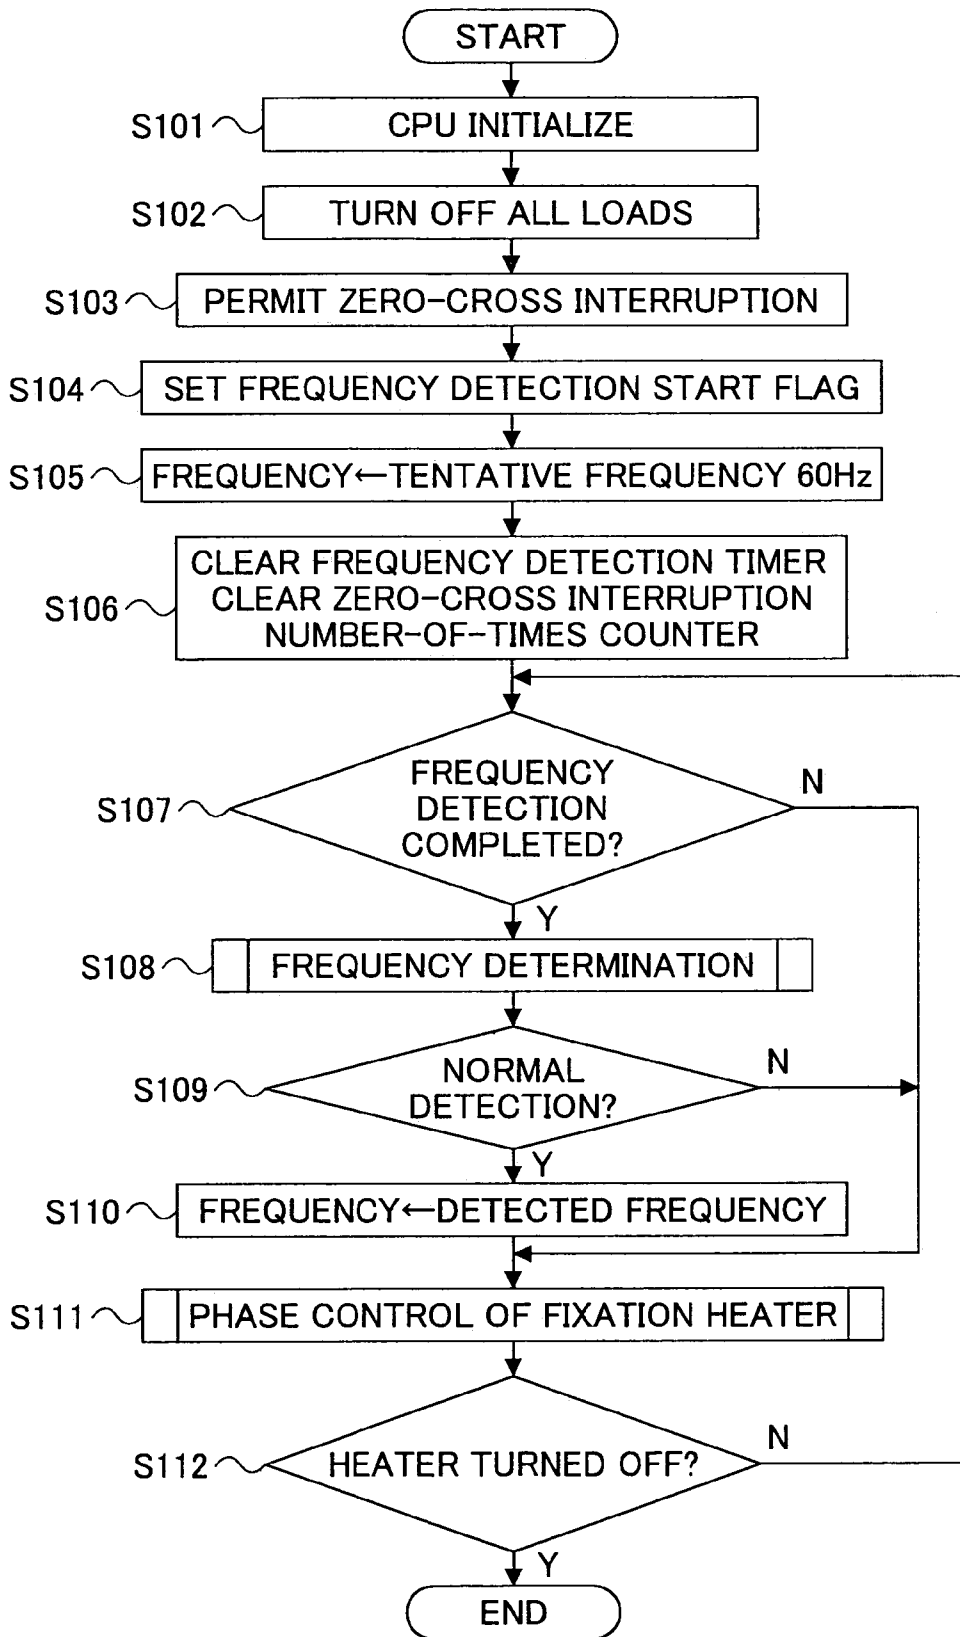 START
S101
CPU INITIALIZE
S102
TURN OFF ALL LOADS
S103
PERMIT ZERO-CROSS INTERRUPTION
S104
SET FREQUENCY DETECTION START FLAG
S105
FREQUENCY←TENTATIVE FREQUENCY 60Hz
S106
CLEAR FREQUENCY DETECTION TIMER
CLEAR ZERO-CROSS INTERRUPTION
NUMBER-OF-TIMES COUNTER
S107
FREQUENCY
DETECTION
COMPLETED?
N
Y
S108
FREQUENCY DETERMINATION
S109
NORMAL
DETECTION?
N
Y
S110
FREQUENCY←DETECTED FREQUENCY
S111
PHASE CONTROL OF FIXATION HEATER
S112
HEATER TURNED OFF?
N
Y
END